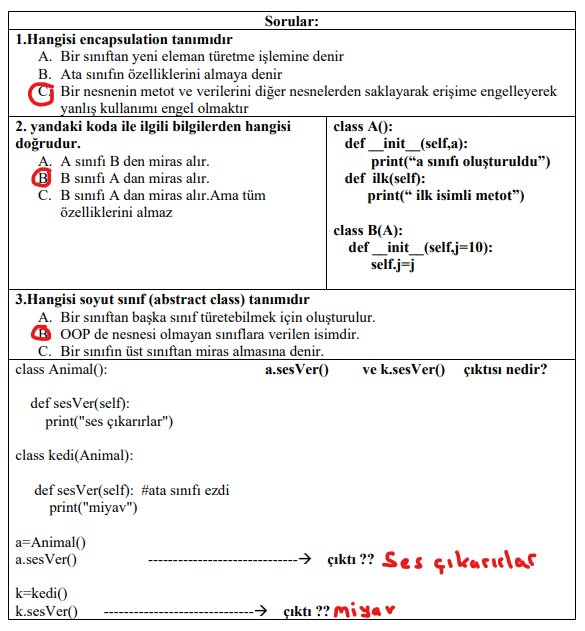 Sorular:
1.Hangisi encapsulation tanımıdır
A. Bir sınıftan yeni eleman türetme işlemine denir
B. Ata sınıfın özelliklerini almaya denir
C. Bir nesnenin metot ve verilerini diğer nesnelerden saklayarak erişime engelleyerek
yanlış kullanımı engel olmaktır
2. yandaki koda ile ilgili bilgilerden hangisi
doğrudur.
A. A sınıfı B den miras alır.
B B sınıfı A dan miras alır.
C. B sınıfı A dan miras alır.Ama tüm
özelliklerini almaz
class A():
def __init__(self,a):
print(“a sınıfı oluşturuldu”)
def ilk(self):
print(“ ilk isimli metot”)
class B(A):
def __init__(self,j=10):
self.j=j
3.Hangisi soyut sınıf (abstract class) tanımıdır
A. Bir sınıftan başka sınıf türetebilmek için oluşturulur.
B. OOP de nesnesi olmayan sınıflara verilen isimdir.
C. Bir sınıfın üst sınıftan miras almasına denir.
class Animal(): a.sesVer() ve k.sesVer() çıktısı nedir?
def sesVer(self):
print("ses çıkarırlar")
class kedi(Animal):
def sesVer(self): #ata sınıfı ezdi
print("miyav")
a=Animal()
a.sesVer() ------------------------------→ çıktı ?? Ses çıkarırlar
k=kedi()
k.sesVer() ------------------------------→ çıktı ?? miyav